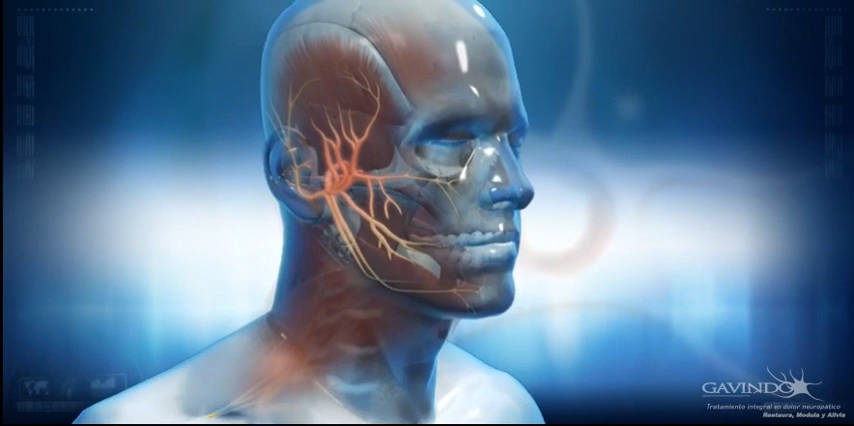 GAVINDO
Tratamiento integral en dolor neuropático
Restaura, Modula y Alivia